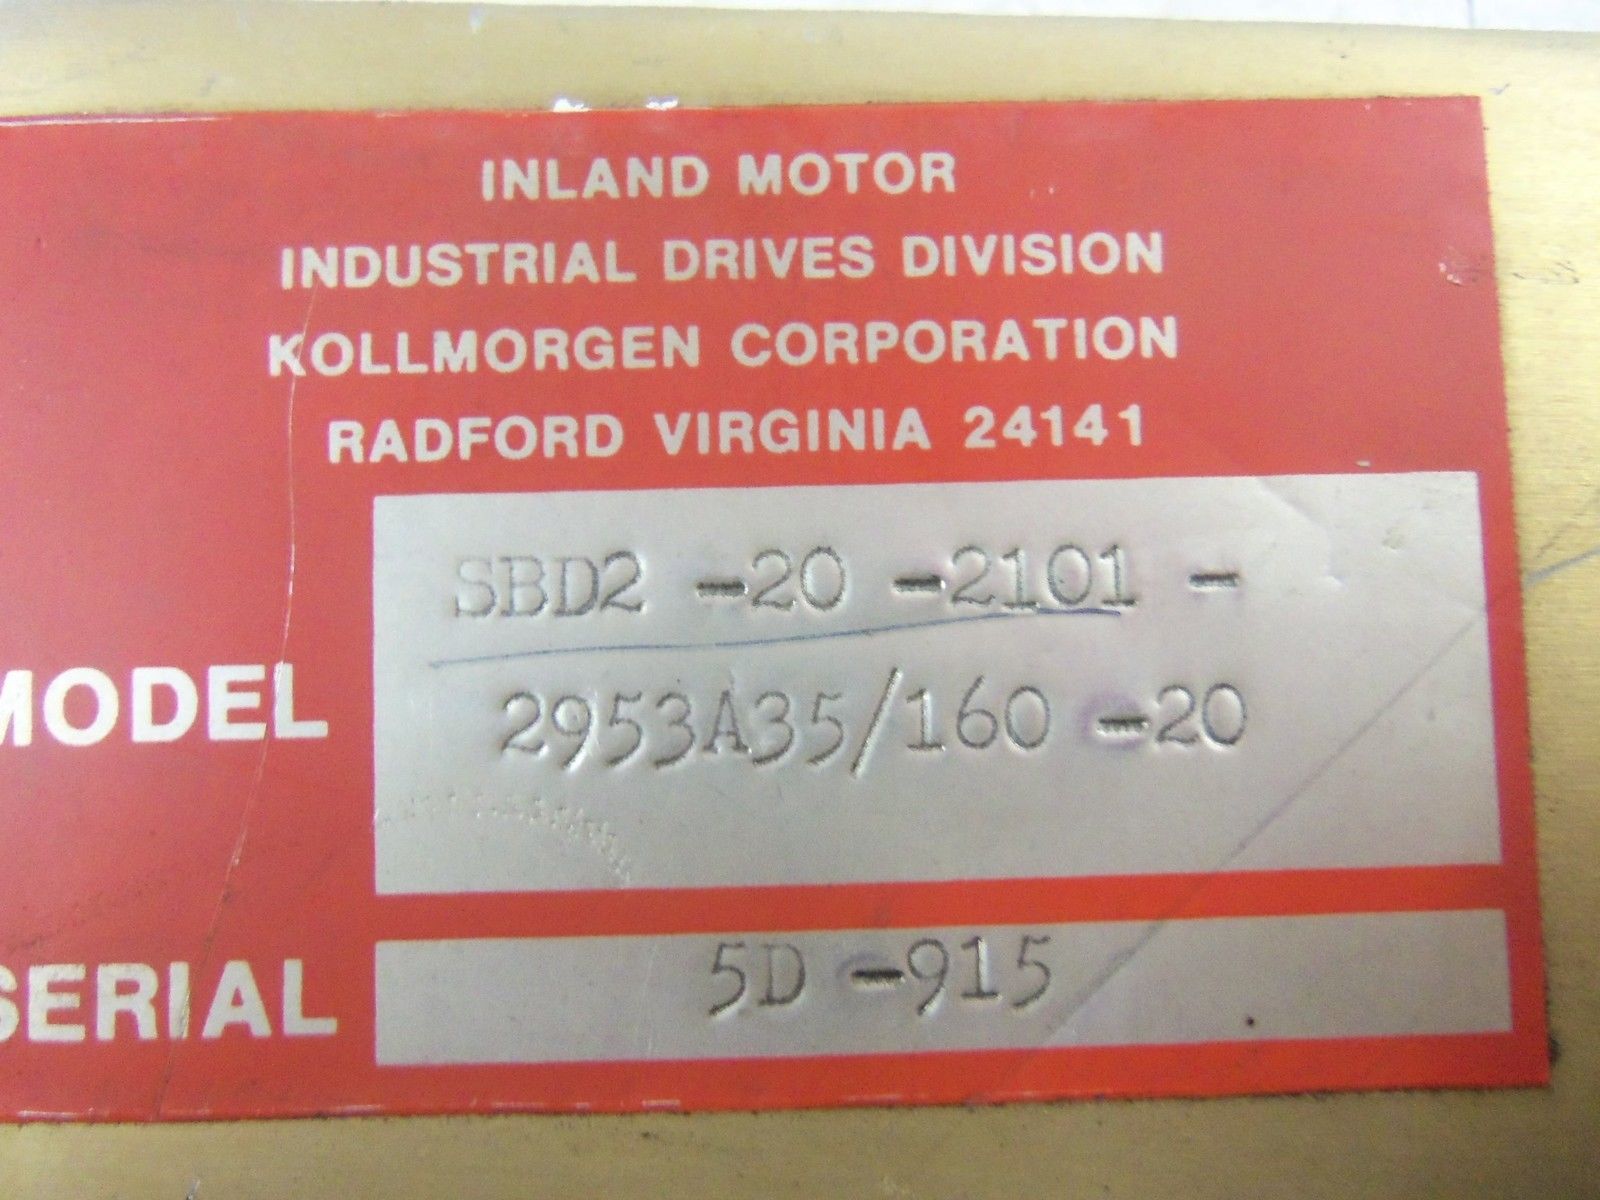 INLAND MOTOR
INDUSTRIAL DRIVES DIVISION
KOLLMORGEN CORPORATION
RADFORD VIRGINIA 24141
SBD2 -20 -2101 -
MODEL 2953A35/160 -20
SERIAL 5D -915